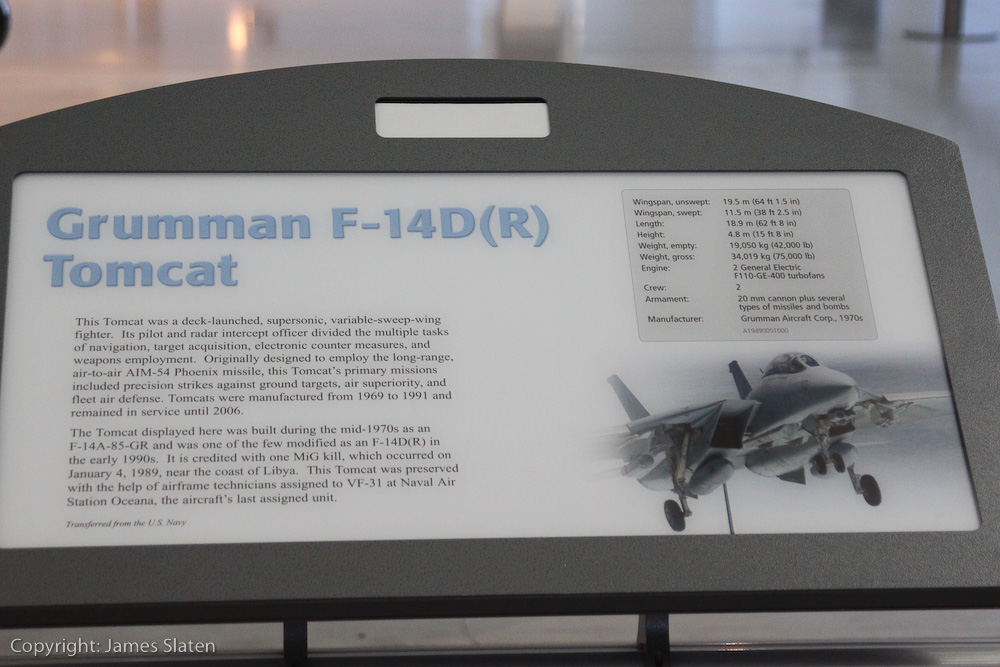 Grumman F-14D(R)
Tomcat
This Tomcat was a deck-launched, supersonic, variable-sweep-wing
fighter. Its pilot and radar intercept officer divided the multiple tasks
of navigation, target acquisition, electronic counter measures, and
weapons employment. Originally designed to employ the long-range,
air-to-air AIM-54 Phoenix missile, this Tomcat's primary missions
included precision strikes against ground targets, air superiority, and
fleet air defense. Tomcats were manufactured from 1969 to 1991 and
remained in service until 2006.
The Tomcat displayed here was built during the mid-1970s as an
F-14A-85-GR and was one of the few modified as an F-14D(R) in
the early 1990s. It is credited with one MiG kill, which occurred on
January 4, 1989, near the coast of Libya. This Tomcat was preserved
with the help of airframe technicians assigned to VF-31 at Naval Air
Station Oceana, the aircraft's last assigned unit.
Transferred from the U.S. Navy
Wingspan, unswept: 19.5 m (64 ft 1.5 in)
Wingspan, swept: 11.5 m (38 ft 2.5 in)
Length: 18.9 m (62 ft 8 in)
Height: 4.8 m (15 ft 8 in)
Weight, empty: 19,050 kg (42,000 lb)
Weight, gross: 34,019 kg (75,000 lb)
Engine: 2 General Electric
F110-GE-400 turbofans
Crew: 2
Armament: 20 mm cannon plus several
types of missiles and bombs
Manufacturer: Grumman Aircraft Corp., 1970s
Copyright: James Slaten